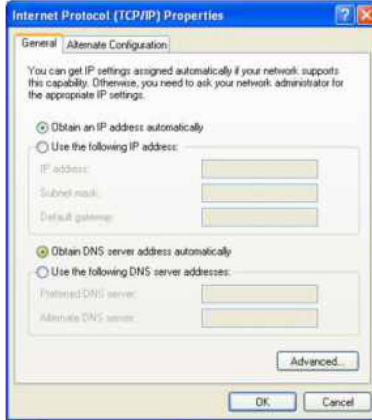 Internet Protocol (TCP/IP) Properties
General
Alternate Configuration
You can get IP settings assigned automatically if your network supports
this capability. Otherwise, you need to ask your network administrator for
the appropriate IP settings.
Obtain an IP address automatically
Use the following IP address:
IP address:
Subnet mask:
Default gateway:
Obtain DNS server address automatically
Use the following DNS server addresses:
Preferred DNS server:
Alternate DNS server:
Advanced...
OK
Cancel